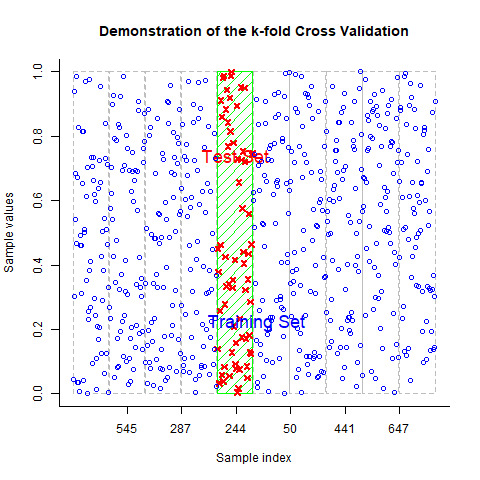 Demonstration of the k-fold Cross Validation
Sample values
1.0
0.8
0.6
0.4
0.2
0.0
Test Set
Training Set
545 287 244 50 441 647
Sample index